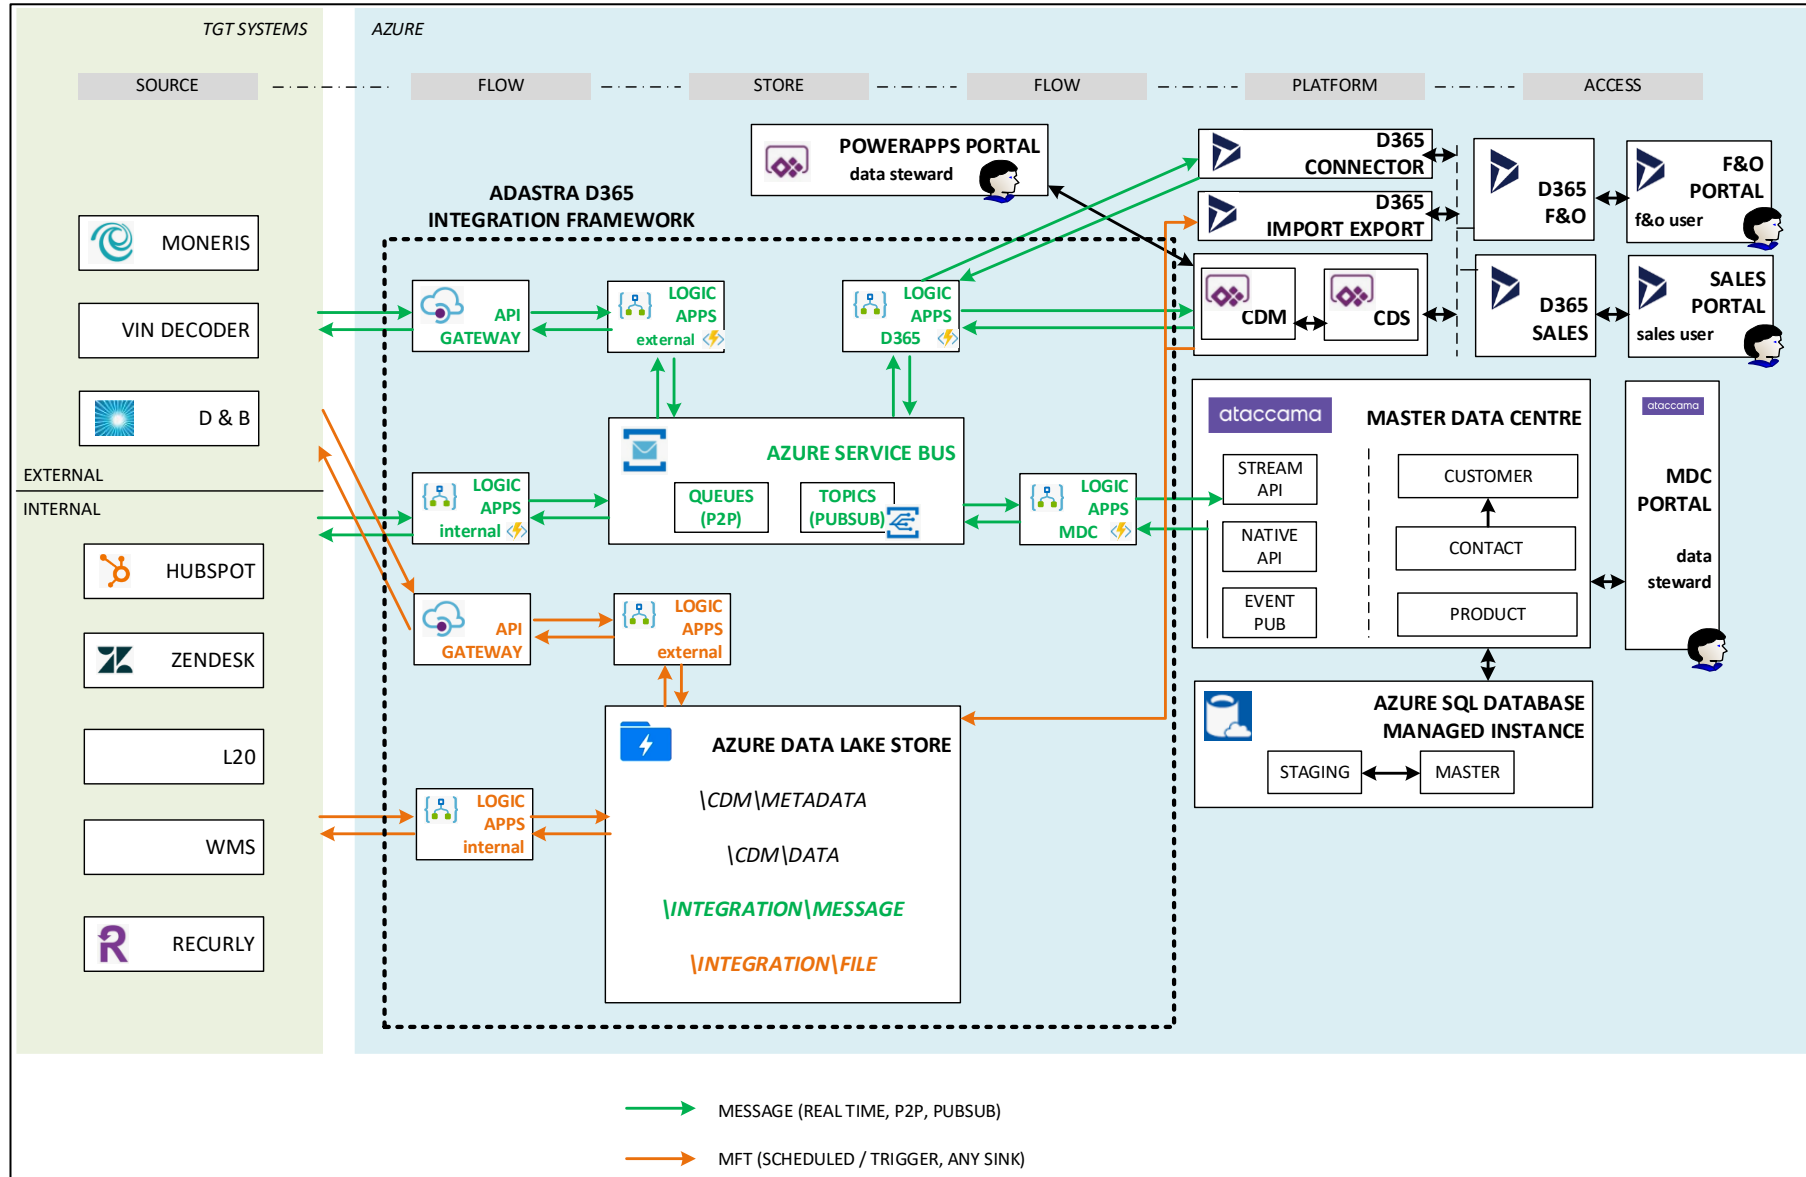 TGT SYSTEMS
AZURE
SOURCE
FLOW
STORE
FLOW
PLATFORM
ACCESS
MONERIS
VIN DECODER
D & B
EXTERNAL
INTERNAL
HUBSPOT
ZENDESK
L20
WMS
RECURLY
ADASTRA D365
INTEGRATION FRAMEWORK
POWERAPPS PORTAL
data steward
API
GATEWAY
LOGIC
APPS
external
LOGIC
APPS
D365
LOGIC
APPS
internal
AZURE SERVICE BUS
QUEUES
(P2P)
TOPICS
(PUBSUB)
LOGIC
APPS
MDC
API
GATEWAY
LOGIC
APPS
external
LOGIC
APPS
internal
AZURE DATA LAKE STORE
\CDM\METADATA
\CDM\DATA
\INTEGRATION\MESSAGE
\INTEGRATION\FILE
D365
CONNECTOR
D365
IMPORT EXPORT
CDM
CDS
D365
F&O
D365
SALES
F&O
PORTAL
f&o user
SALES
PORTAL
sales user
ataccama
MASTER DATA CENTRE
STREAM
API
NATIVE
API
EVENT
PUB
CUSTOMER
CONTACT
PRODUCT
ataccama
MDC
PORTAL
data
steward
AZURE SQL DATABASE
MANAGED INSTANCE
STAGING
MASTER
MESSAGE (REAL TIME, P2P, PUBSUB)
MFT (SCHEDULED / TRIGGER, ANY SINK)